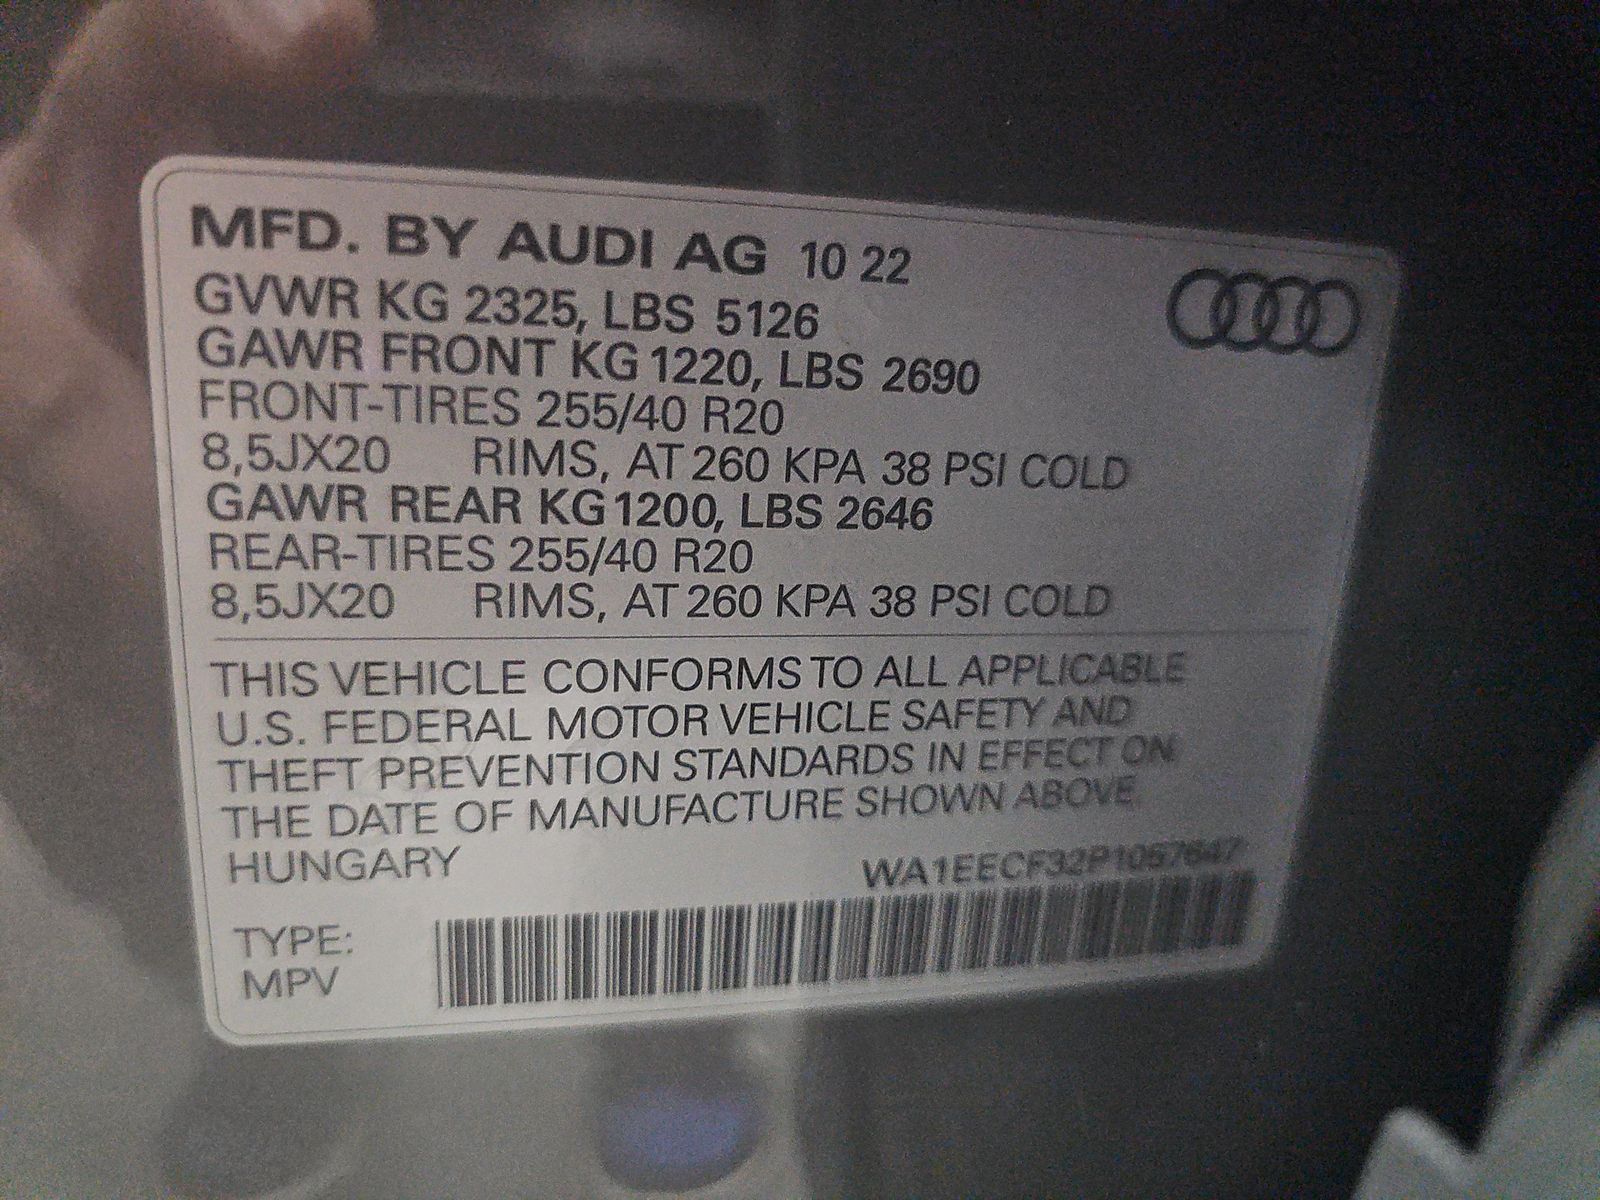 MFD. BY AUDI AG 10 22
GVWR KG 2325, LBS 5126
GAWR FRONT KG 1220, LBS 2690
FRONT-TIRES 255/40 R20
8,5JX20 RIMS, AT 260 KPA 38 PSI COLD
GAWR REAR KG 1200, LBS 2646
REAR-TIRES 255/40 R20
8,5JX20 RIMS, AT 260 KPA 38 PSI COLD
THIS VEHICLE CONFORMS TO ALL APPLICABLE
U.S. FEDERAL MOTOR VEHICLE SAFETY AND
THEFT PREVENTION STANDARDS IN EFFECT ON
THE DATE OF MANUFACTURE SHOWN ABOVE.
HUNGARY
WA1EECF32P1057647
TYPE:
MPV